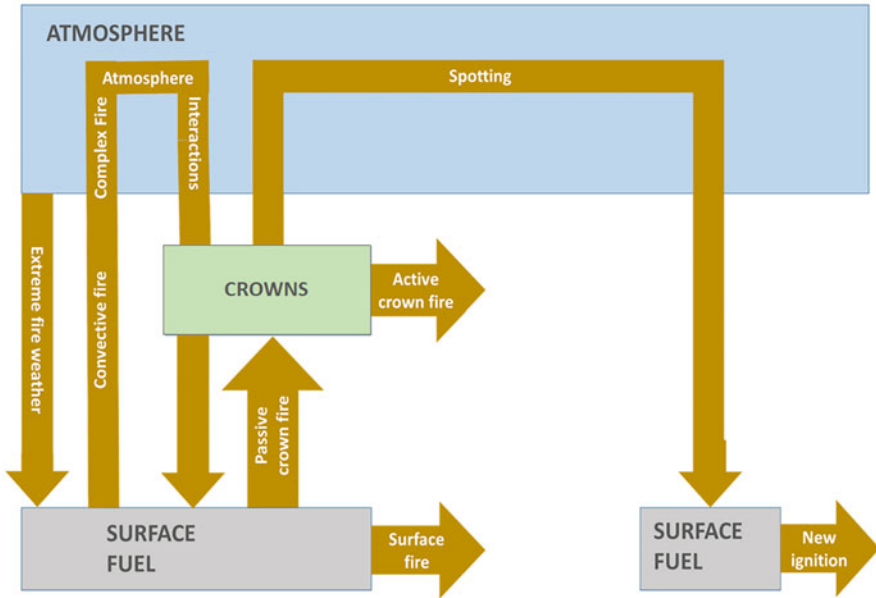 ATMOSPHERE
Atmosphere
Spotting
Complex Fire
Interactions
Extreme fire weather
Convective fire
CROWNS
Active
crown fire
Passive
crown fire
SURFACE
FUEL
Surface
fire
SURFACE
FUEL
New
ignition